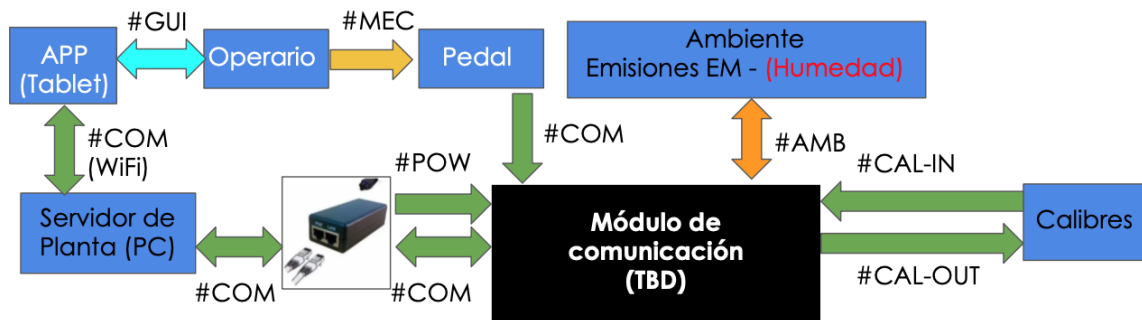 #GUI
#MEC
APP
(Tablet)
Operario
Pedal
Ambiente
Emisiones EM - (Humedad)
#COM
(WiFi)
#COM
#AMB
#POW
#CAL-IN
Servidor de
Planta (PC)
Módulo de
comunicación
(TBD)
Calibres
#COM
#COM
#CAL-OUT